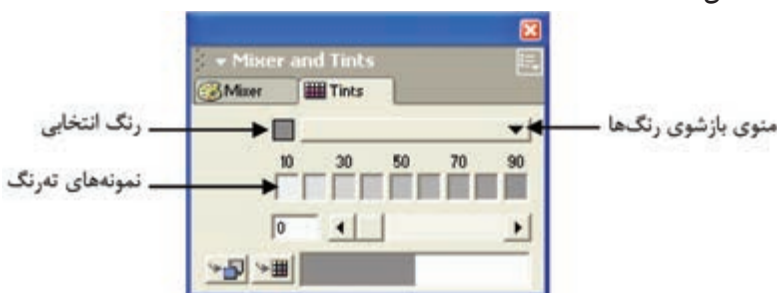 Mixer and Tints
Mixer Tints
رنگ انتخابی
منوی بازشوی رنگ‌ها
10 30 50 70 90
نمونه‌های ته‌رنگ
0